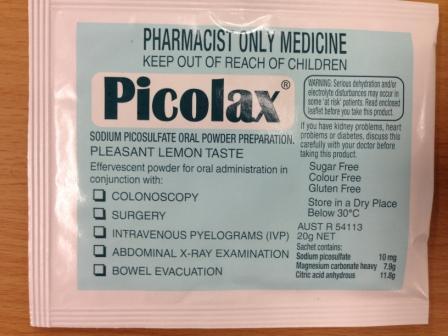 PHARMACIST ONLY MEDICINE
KEEP OUT OF REACH OF CHILDREN
Picolax®
SODIUM PICOSULFATE ORAL POWDER PREPARATION.
PLEASANT LEMON TASTE
Effervescent powder for oral administration in
conjunction with:
COLONOSCOPY
SURGERY
INTRAVENOUS PYELOGRAMS (IVP)
ABDOMINAL X-RAY EXAMINATION
BOWEL EVACUATION
WARNING: Serious dehydration and/or
electrolyte disturbances may occur in
some 'at risk' patients. Read enclosed
leaflet before you take this product.
If you have kidney problems, heart
problems or diabetes, discuss this
carefully with your doctor before
taking this product.
Sugar Free
Colour Free
Gluten Free
Store in a Dry Place
Below 30°C
AUST R 54113
20g NET
Sachet contains:
Sodium picosulfate 10 mg
Magnesium carbonate heavy 7.9g
Citric acid anhydrous 11.8g